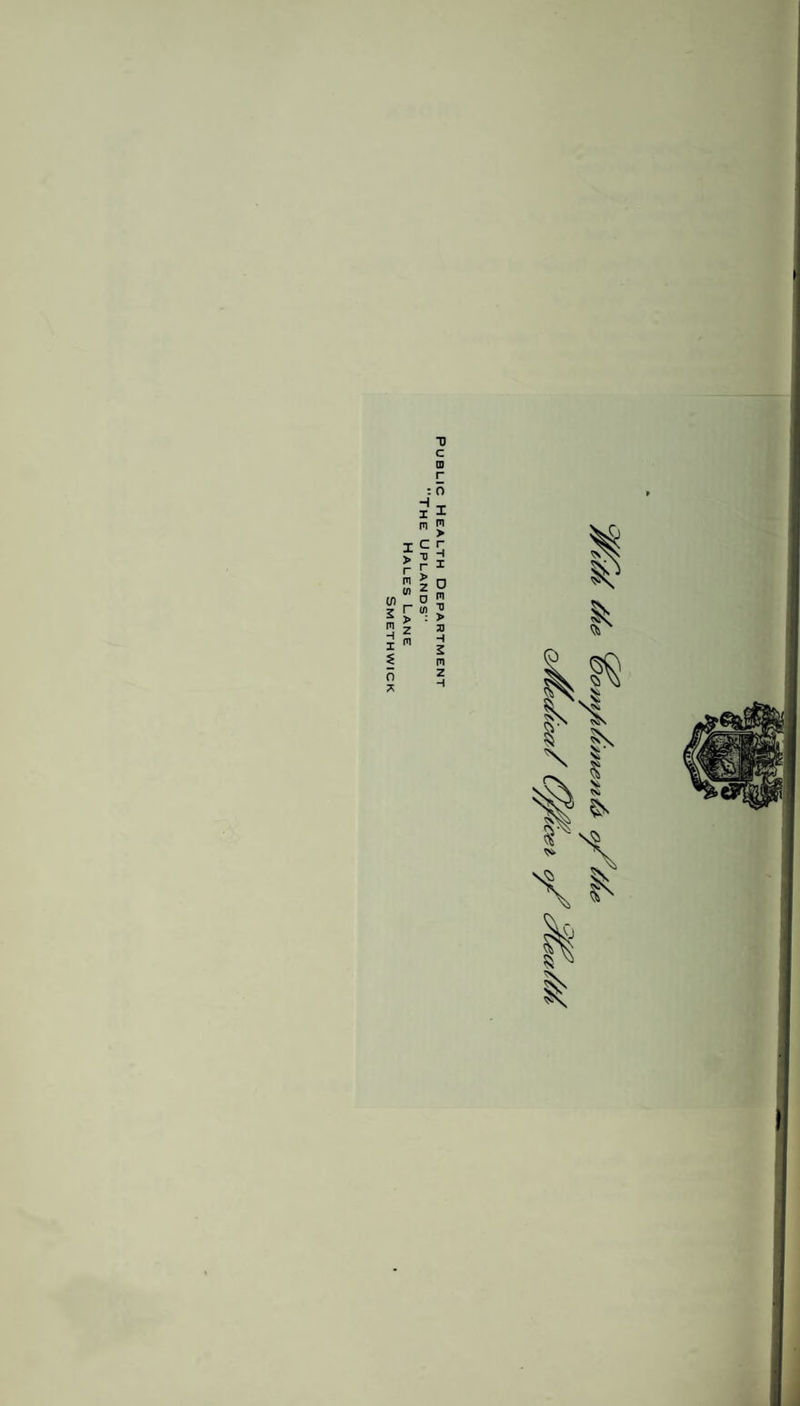 With the Compliments of the
Medical Officer of Health
PUBLIC HEALTH DEPARTMENT
"THE UPLANDS",
HALES LANE
SMETHWICK